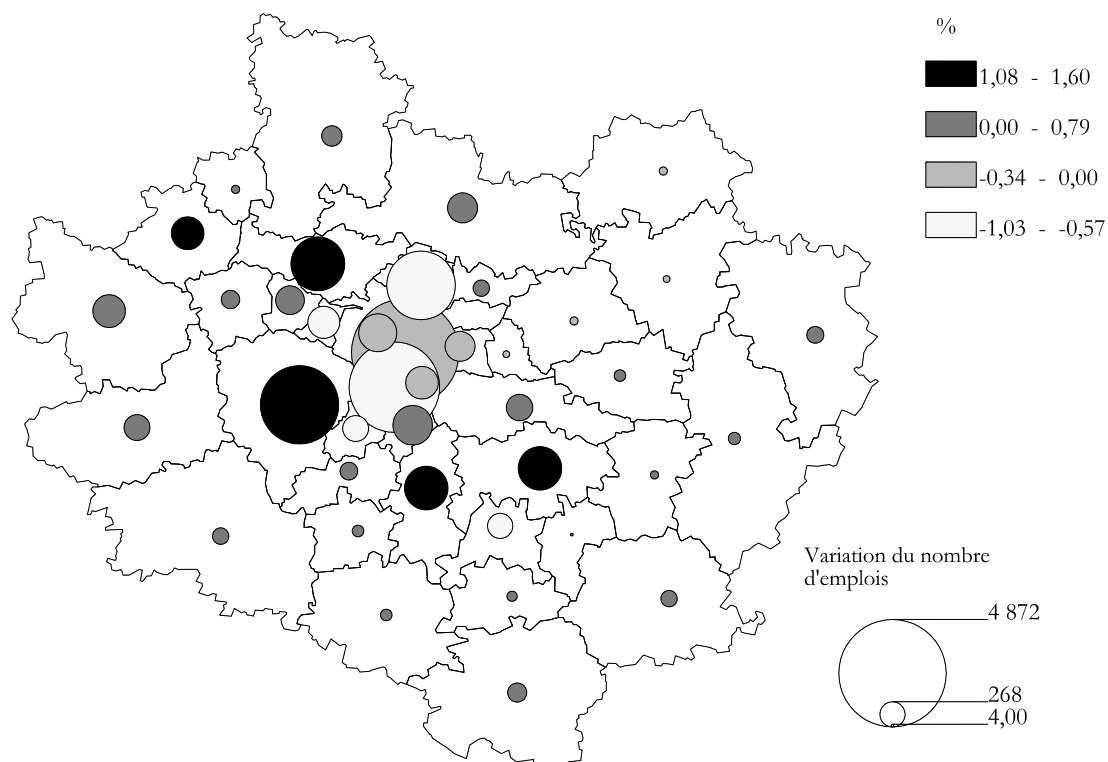 %
1,08 - 1,60
0,00 - 0,79
-0,34 - 0,00
-1,03 - -0,57
Variation du nombre
d'emplois
4 872
268
4,00